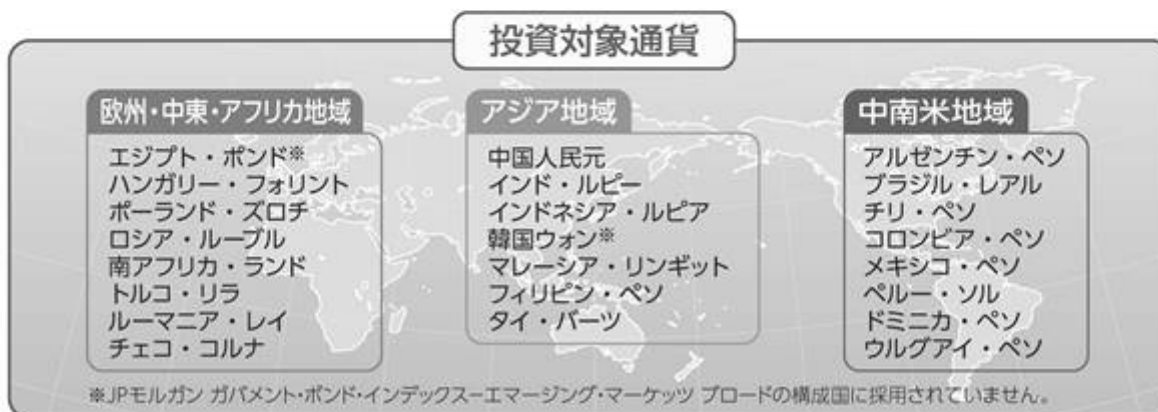 投資対象通貨
欧州・中東・アフリカ地域
エジプト・ポンド※
ハンガリー・フォリント
ポーランド・ズロチ
ロシア・ルーブル
南アフリカ・ランド
トルコ・リラ
ルーマニア・レイ
チェコ・コルナ
アジア地域
中国人民元
インド・ルピー
インドネシア・ルピア
韓国ウォン※
マレーシア・リンギット
フィリピン・ペソ
タイ・バーツ
中南米地域
アルゼンチン・ペソ
ブラジル・レアル
チリ・ペソ
コロンビア・ペソ
メキシコ・ペソ
ペルー・ソル
ドミニカ・ペソ
ウルグアイ・ペソ
※JPモルガン ガバメント・ボンド・インデックス−エマージング・マーケッツ ブロードの構成国に採用されていません。